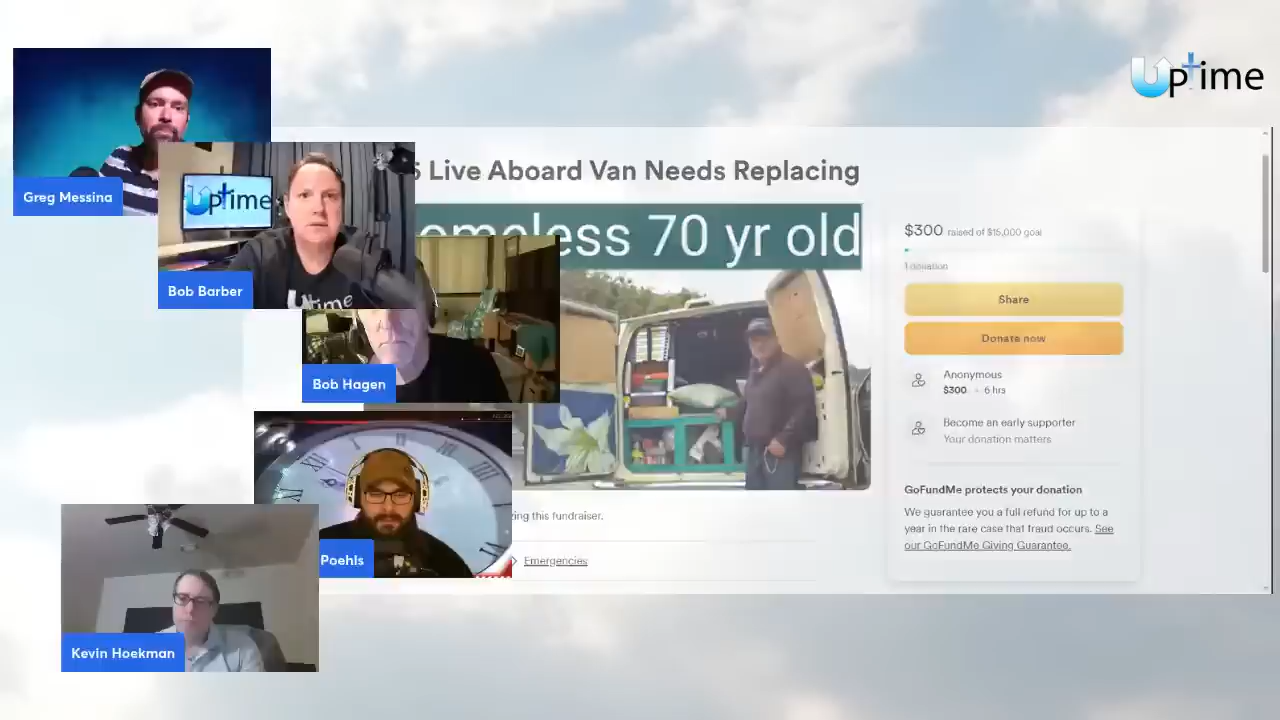 Uptime
Greg Messina
Live Aboard Van Needs Replacing
Uptime
Bob Barber
Uptime
omeless 70 yr old
$300 raised of $15,000 goal
1 donation
Share
Donate now
Bob Hagen
Anonymous
$300 • 6 hrs
Become an early supporter
Your donation matters
GoFundMe protects your donation
We guarantee you a full refund for up to a
year in the rare case that fraud occurs. See
our GoFundMe Giving Guarantee.
ing this fundraiser.
Emergencies
Poehls
Kevin Hoekman